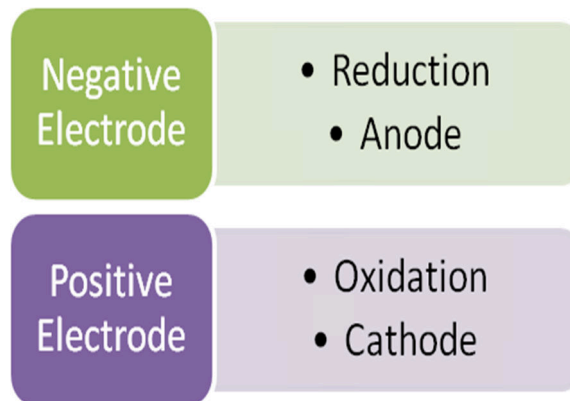 Negative
Electrode
• Reduction
• Anode
Positive
Electrode
• Oxidation
• Cathode